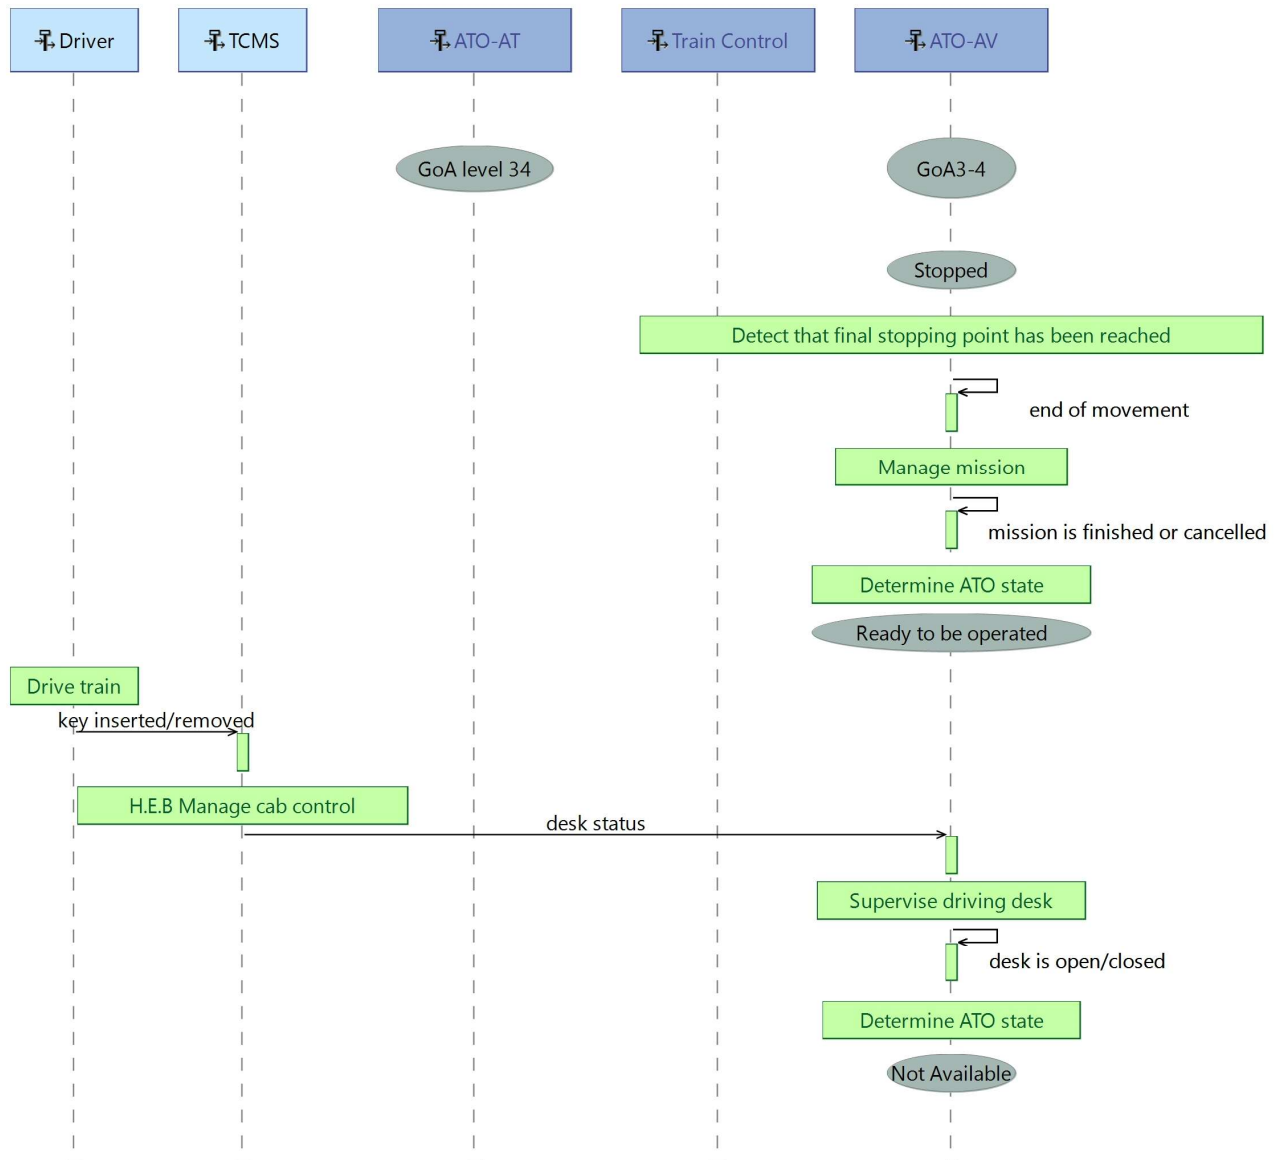 Driver
TCMS
ATO-AT
Train Control
ATO-AV
GoA level 34
GoA3-4
Stopped
Detect that final stopping point has been reached
end of movement
Manage mission
mission is finished or cancelled
Determine ATO state
Ready to be operated
Drive train
key inserted/removed
H.E.B Manage cab control
desk status
Supervise driving desk
desk is open/closed
Determine ATO state
Not Available